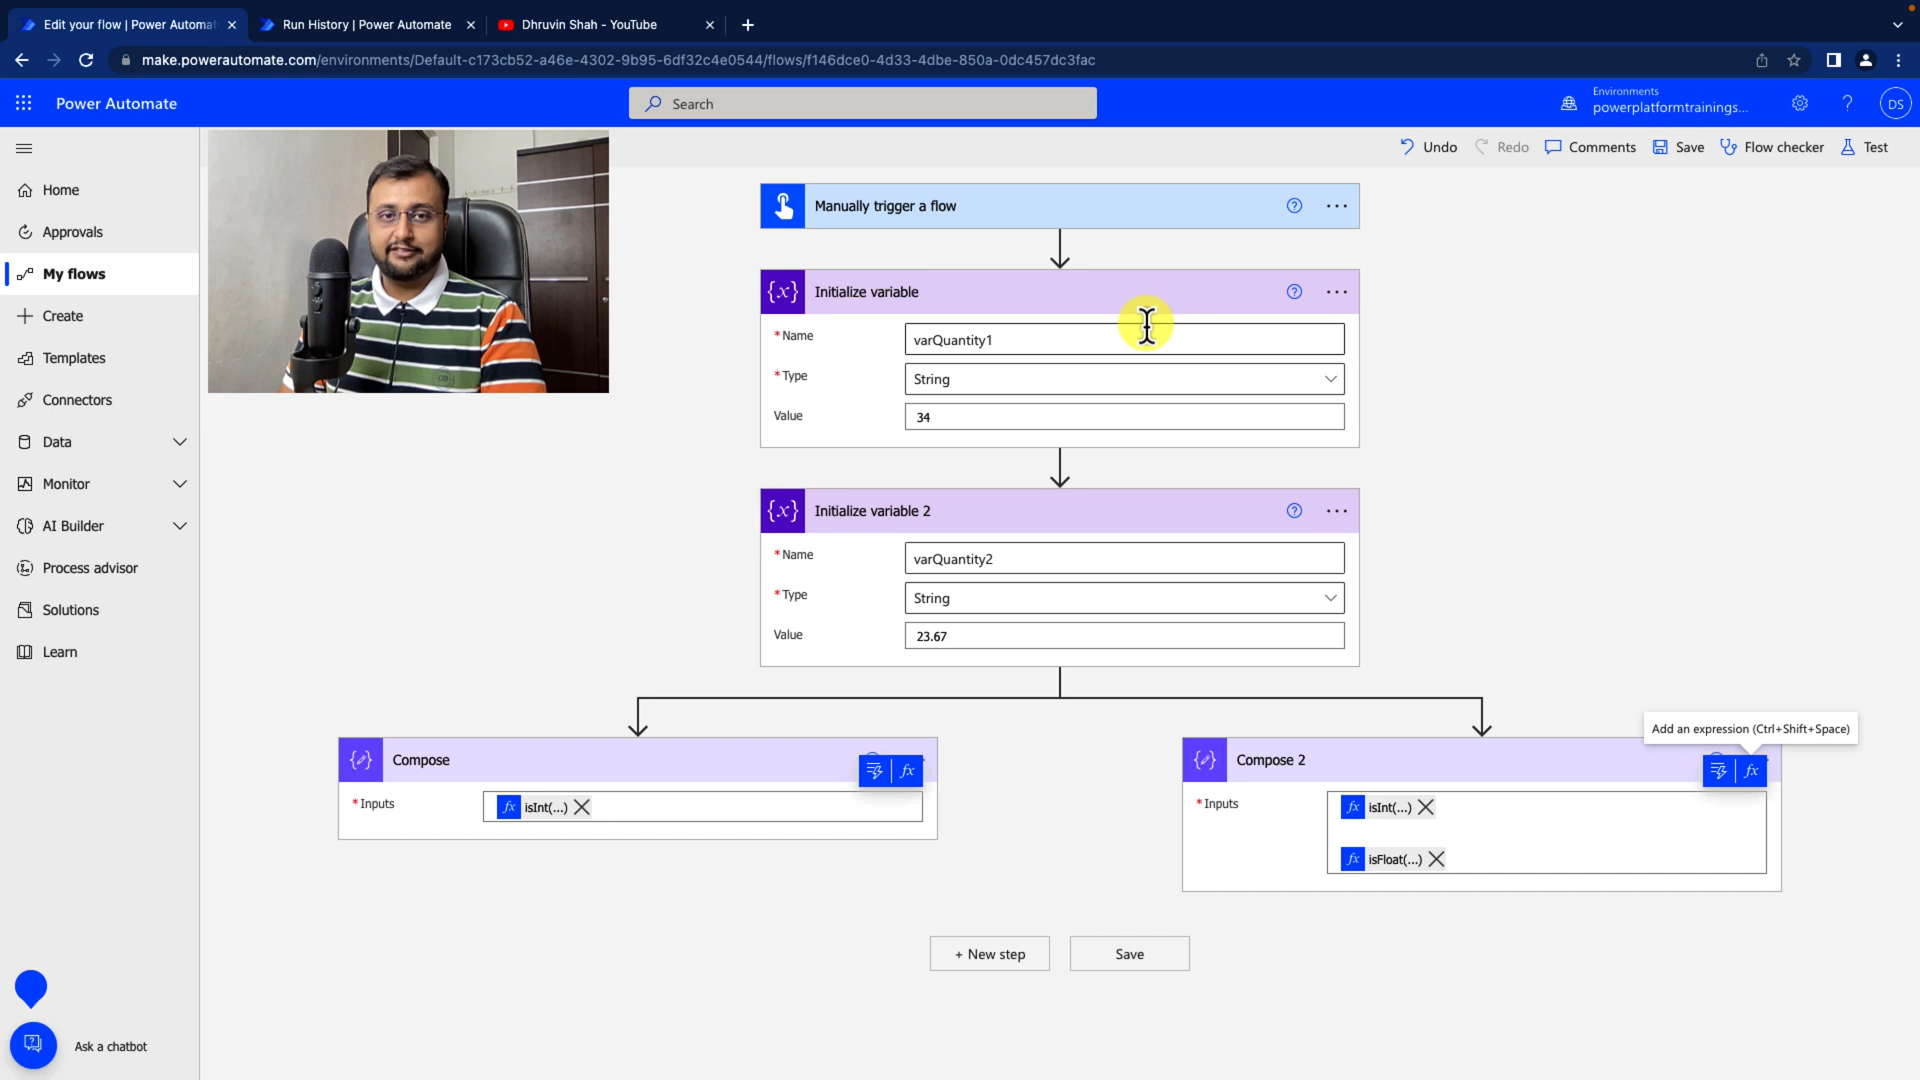 Edit your flow | Power Automat
Run History | Power Automate
Dhruvin Shah - YouTube
make.powerautomate.com/environments/Default-c173cb52-a46e-4302-9b95-6df32c4e0544/flows/f146dce0-4d33-4dbe-850a-0dc457dc3fac
Power Automate
Search
Environments
powerplatformtrainings...
DS
Undo
Redo
Comments
Save
Flow checker
Test
Home
Approvals
My flows
Create
Templates
Connectors
Data
Monitor
AI Builder
Process advisor
Solutions
Learn
Ask a chatbot
Manually trigger a flow
{x} Initialize variable
*Name
varQuantity1
*Type
String
Value
34
{x} Initialize variable 2
*Name
varQuantity2
*Type
String
Value
23.67
Compose
fx
*Inputs
fx isInt(...)
Add an expression (Ctrl+Shift+Space)
Compose 2
fx
*Inputs
fx isInt(...)
fx isFloat(...)
+ New step
Save